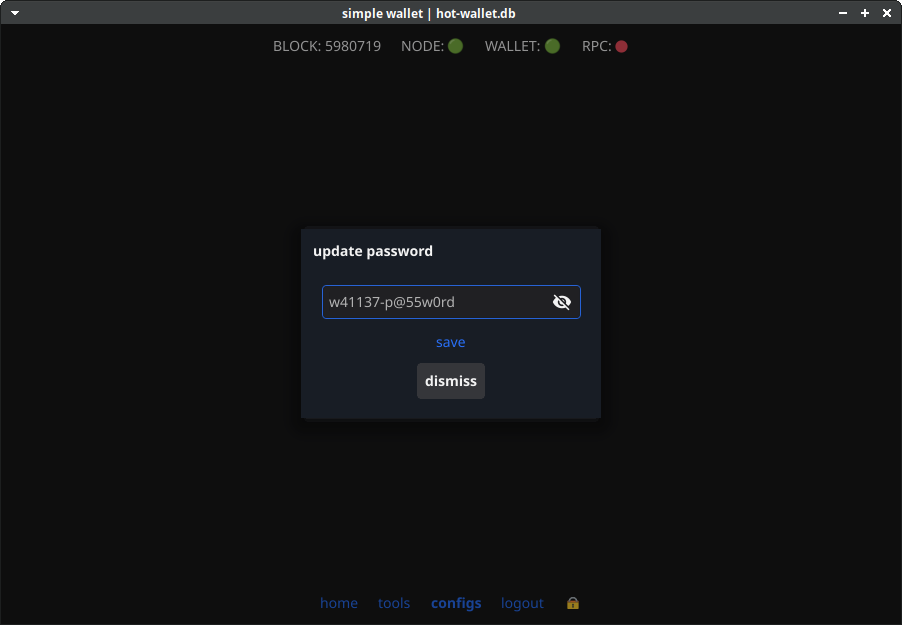 simple wallet | hot-wallet.db
BLOCK: 5980719 NODE: WALLET: RPC:
update password
w41137-p@55w0rd
save
dismiss
home tools configs logout